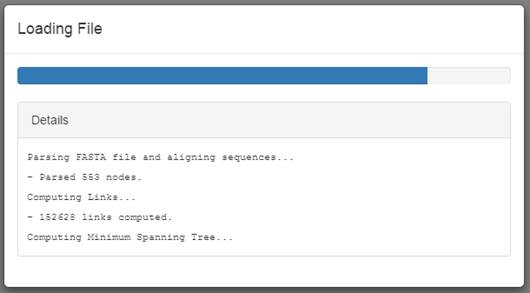 Loading File
Details
Parsing FASTA file and aligning sequences...
- Parsed 553 nodes.
Computing Links...
- 152628 links computed.
Computing Minimum Spanning Tree...